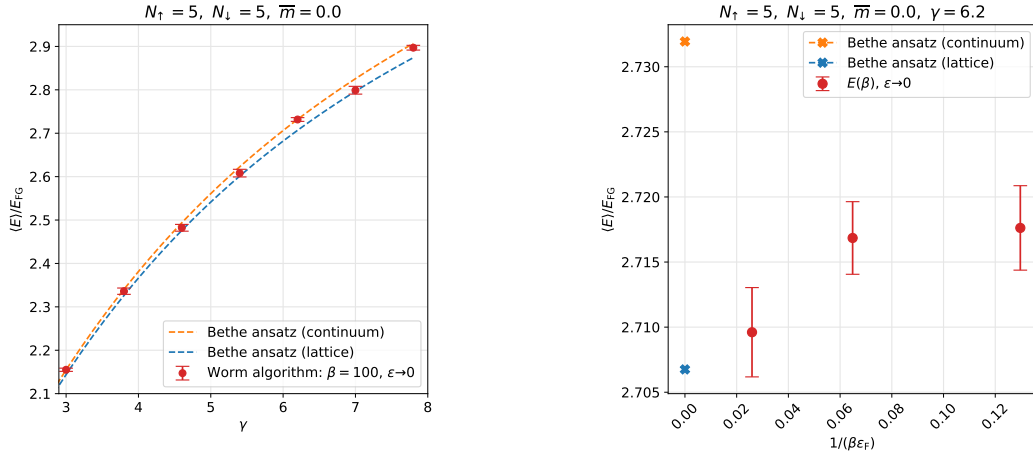 N↑ = 5, N↓ = 5, m̅ = 0.0
⟨E⟩/E_FG
2.9
2.8
2.7
2.6
2.5
2.4
2.3
2.2
2.1
Bethe ansatz (continuum)
Bethe ansatz (lattice)
Worm algorithm: β = 100, ε→0
3 4 5 6 7 8
γ
N↑ = 5, N↓ = 5, m̅ = 0.0, γ = 6.2
⟨E⟩/E_FG
Bethe ansatz (continuum)
Bethe ansatz (lattice)
E(β), ε→0
2.730
2.725
2.720
2.715
2.710
2.705
0.00 0.02 0.04 0.06 0.08 0.10 0.12
1/(βε_F)